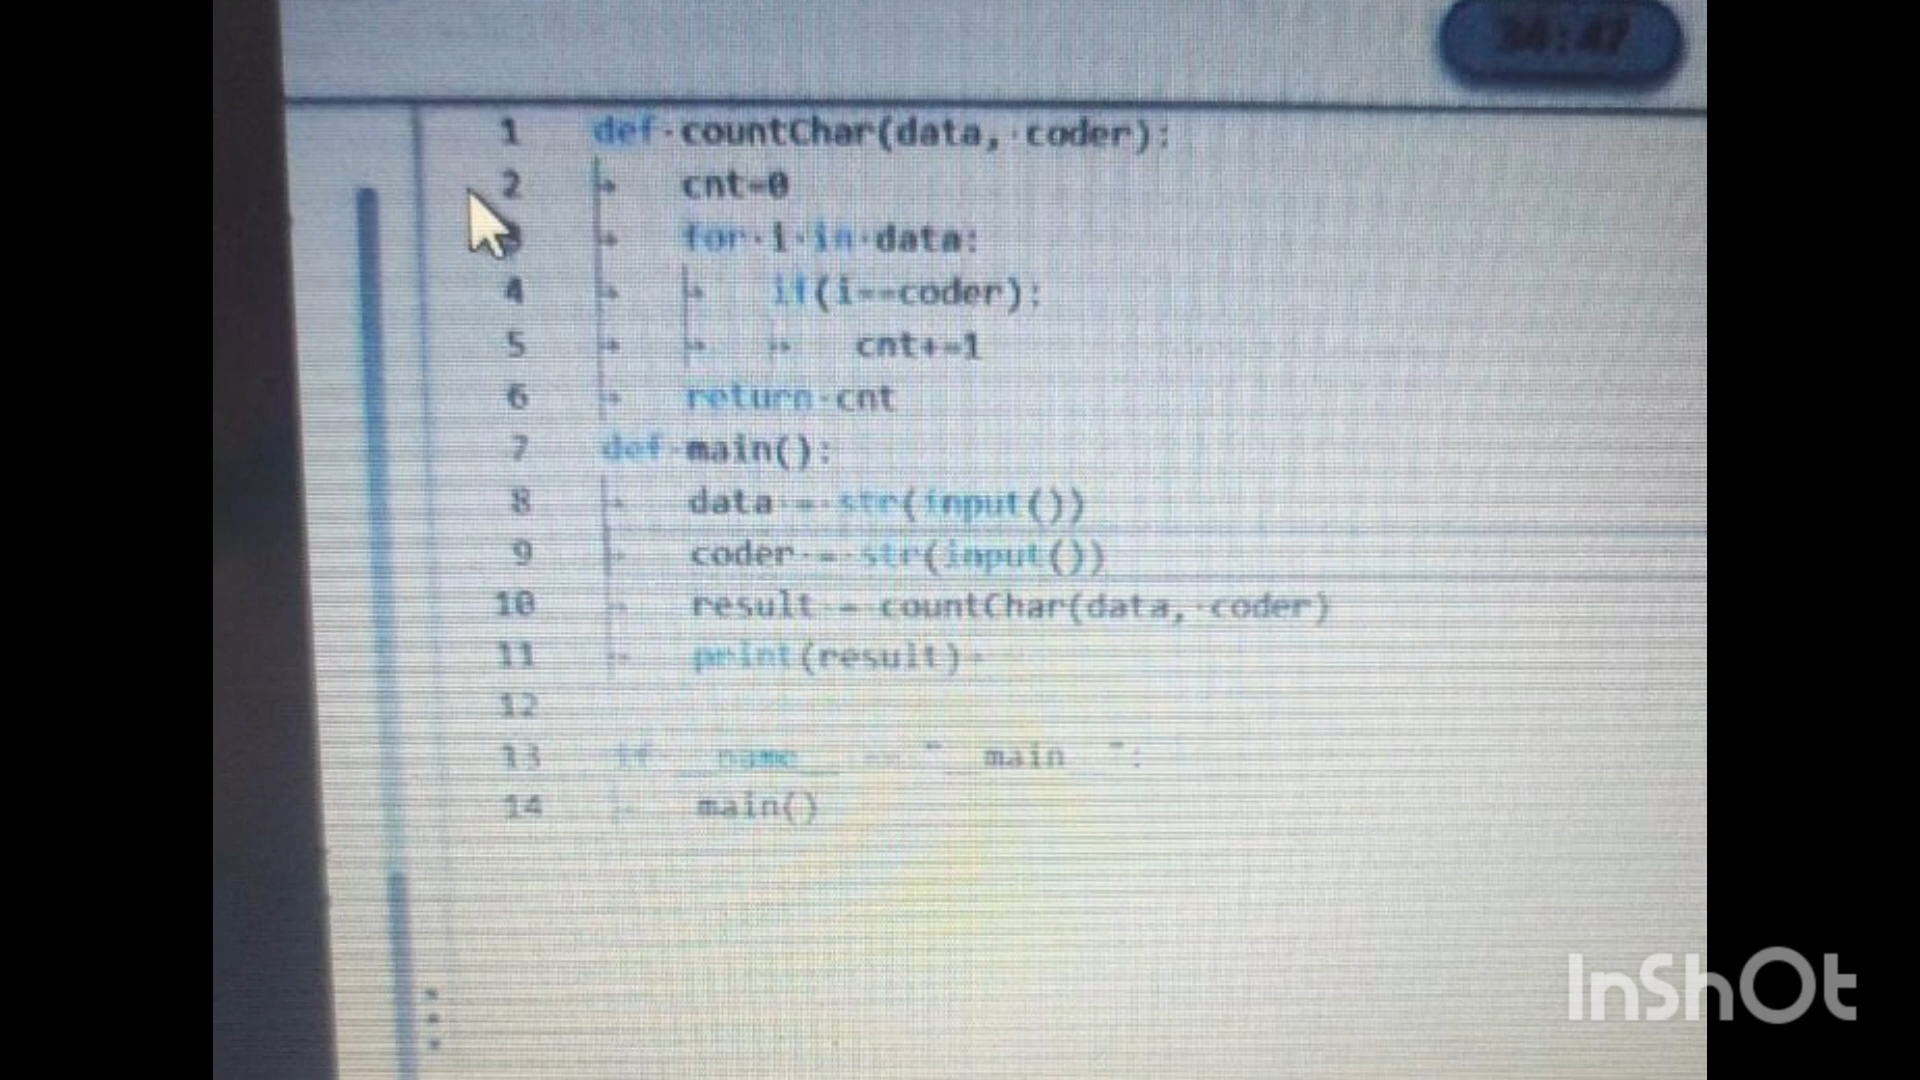 34:47
1 def countChar(data, coder):
2 cnt=0
3 for i in data:
4 if(i==coder):
5 cnt+=1
6 return cnt
7 def main():
8 data = str(input())
9 coder = str(input())
10 result = countChar(data, coder)
11 print(result)
12
13 if __name__ == "__main__":
14 main()
InShOt